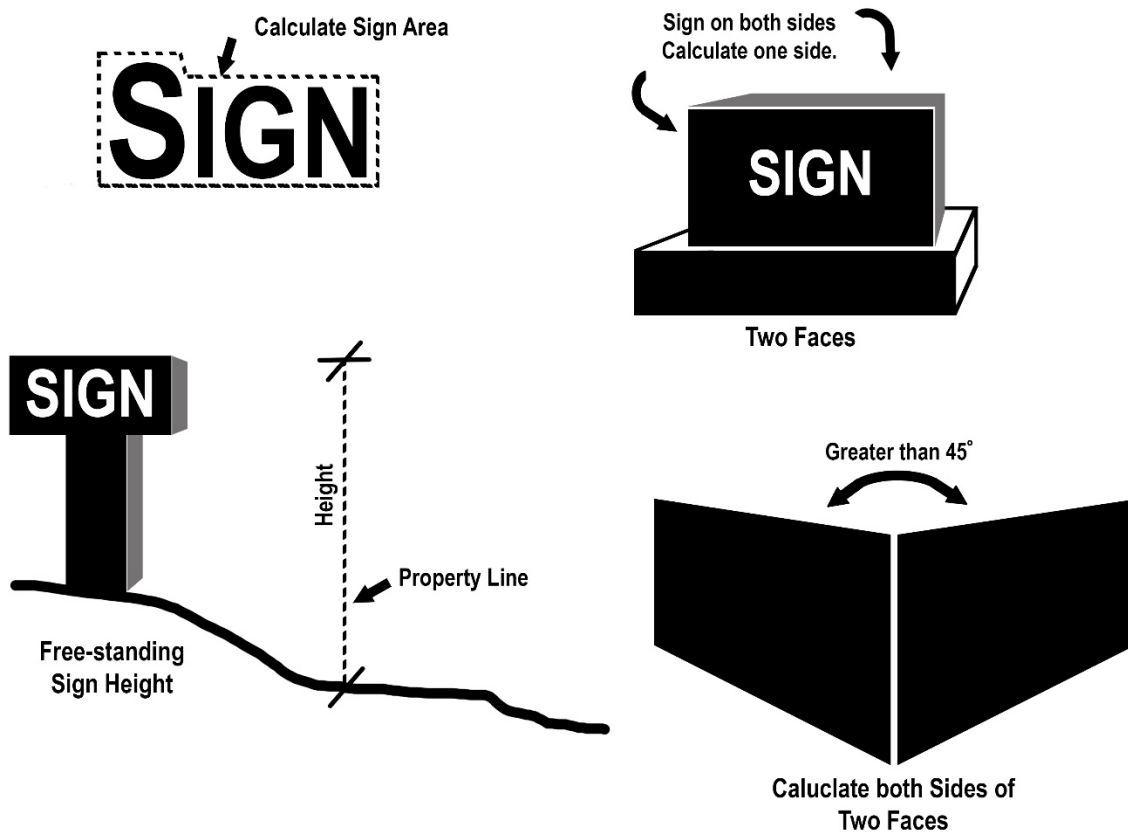 Calculate Sign Area
SIGN
Sign on both sides
Calculate one side.
SIGN
Two Faces
SIGN
Height
Property Line
Free-standing
Sign Height
Greater than 45°
Caluclate both Sides of
Two Faces